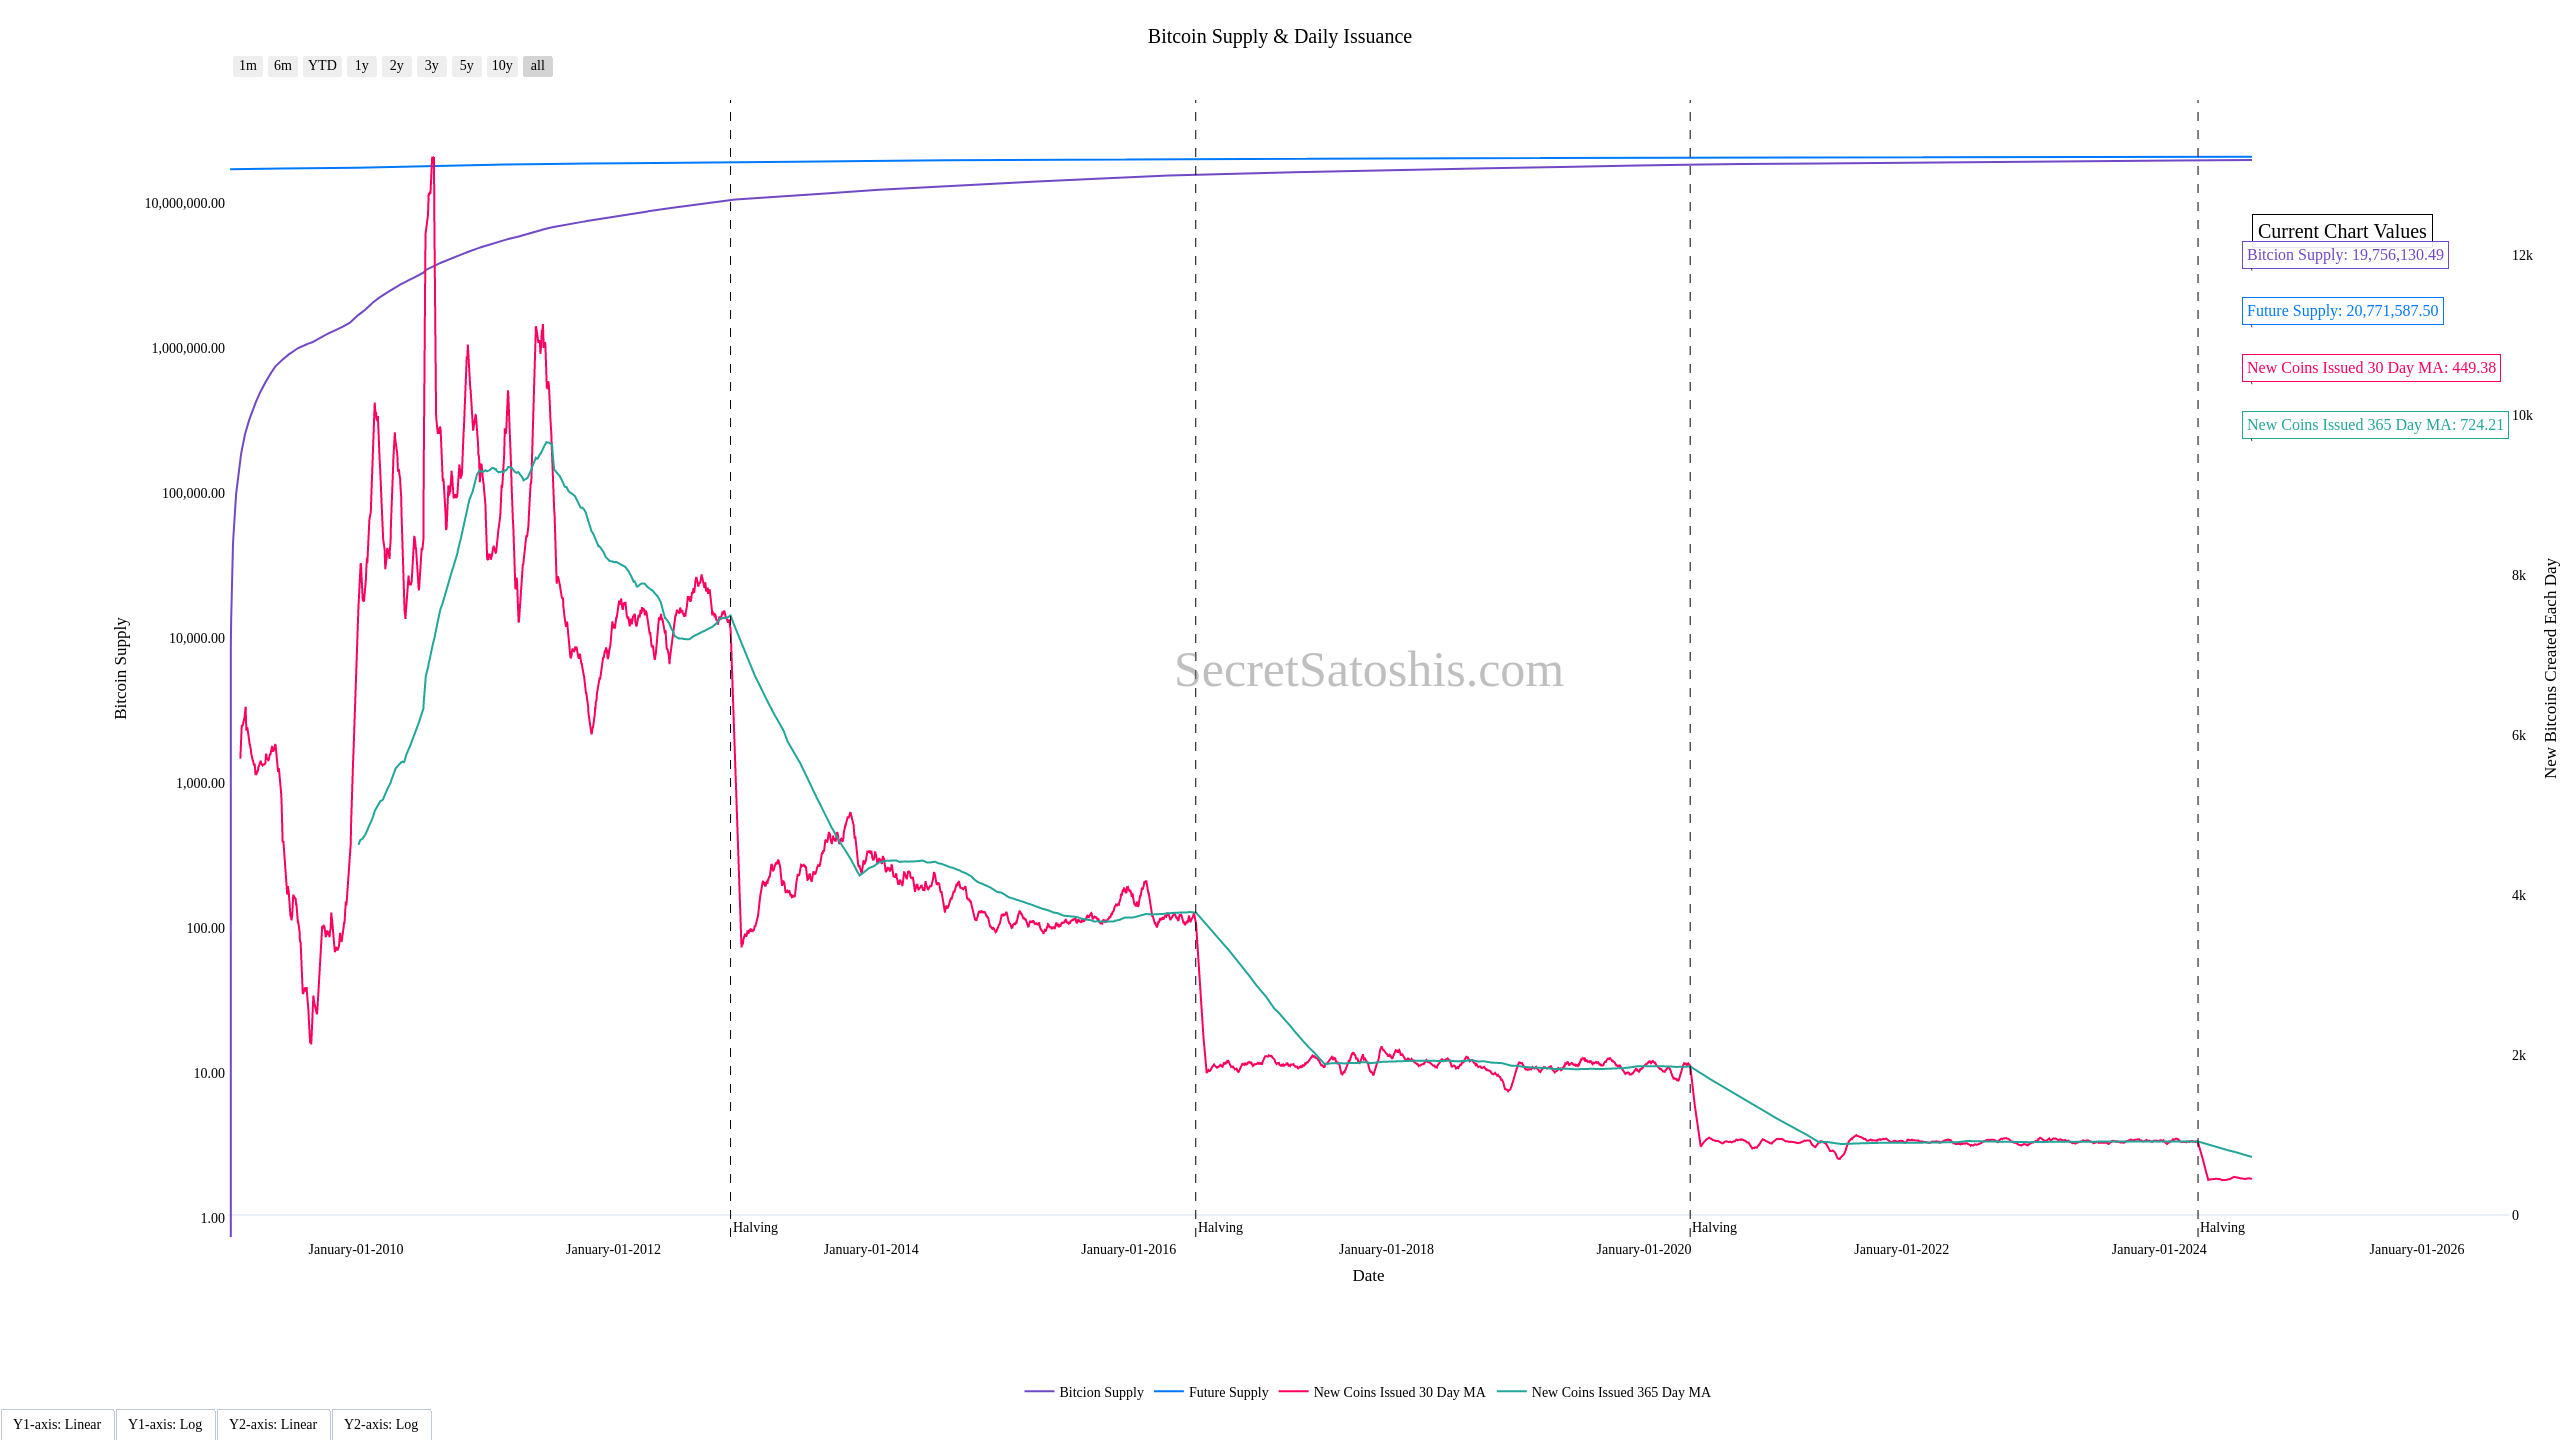 Bitcoin Supply & Daily Issuance
1m 6m YTD 1y 2y 3y 5y 10y all
10,000,000.00
1,000,000.00
100,000.00
10,000.00
1,000.00
100.00
10.00
1.00
Bitcoin Supply
SecretSatoshis.com
Current Chart Values
Bitcion Supply: 19,756,130.49
Future Supply: 20,771,587.50
New Coins Issued 30 Day MA: 449.38
New Coins Issued 365 Day MA: 724.21
12k
10k
8k
6k
4k
2k
0
New Bitcoins Created Each Day
Halving Halving Halving Halving
January-01-2010 January-01-2012 January-01-2014 January-01-2016 January-01-2018 January-01-2020 January-01-2022 January-01-2024 January-01-2026
Date
Bitcion Supply Future Supply New Coins Issued 30 Day MA New Coins Issued 365 Day MA
Y1-axis: Linear Y1-axis: Log Y2-axis: Linear Y2-axis: Log